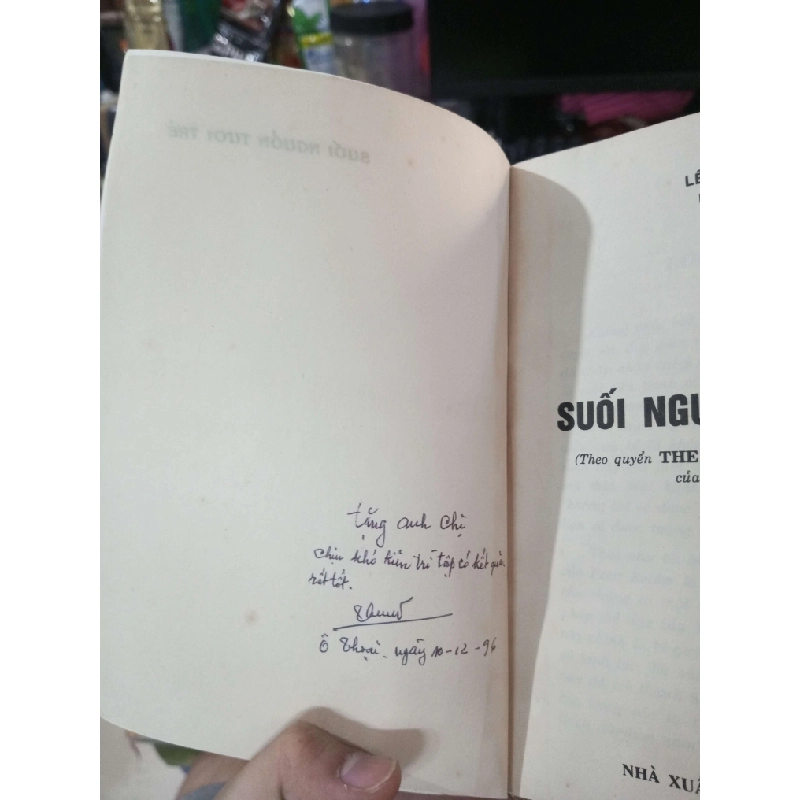 SUỐI NGUỒN TƯƠI TRẺ
tặng anh chị
chịu khó kiên trì tập có kết quả
rất tốt.
ngày 10-12-96
LÊ
SUỐI NGU
(Theo quyển THE
của
NHÀ XUẤ